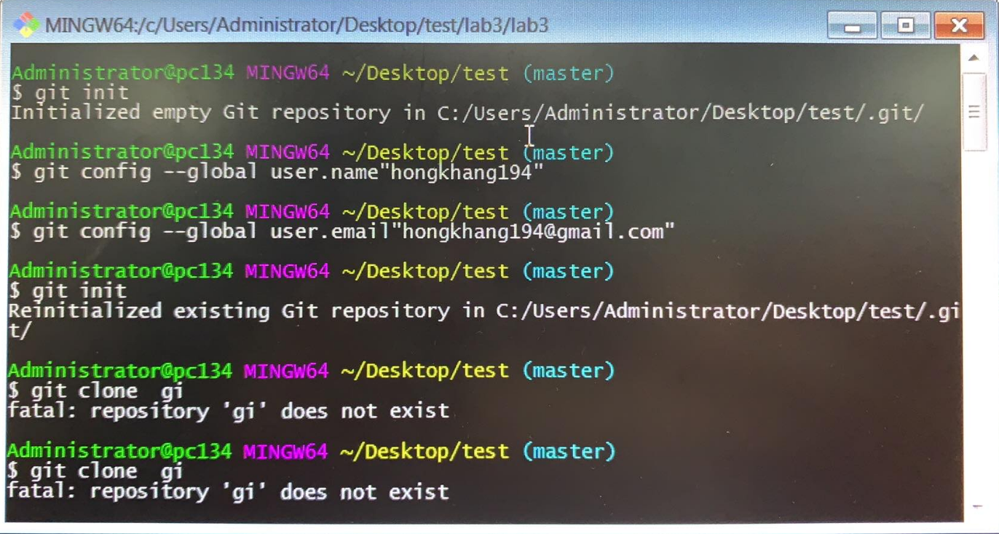 MINGW64:/c/Users/Administrator/Desktop/test/lab3/lab3
Administrator@pc134 MINGW64 ~/Desktop/test (master)
$ git init
Initialized empty Git repository in C:/Users/Administrator/Desktop/test/.git/
Administrator@pc134 MINGW64 ~/Desktop/test (master)
$ git config --global user.name"hongkhang194"
Administrator@pc134 MINGW64 ~/Desktop/test (master)
$ git config --global user.email"hongkhang194@gmail.com"
Administrator@pc134 MINGW64 ~/Desktop/test (master)
$ git init
Reinitialized existing Git repository in C:/Users/Administrator/Desktop/test/.gi
t/
Administrator@pc134 MINGW64 ~/Desktop/test (master)
$ git clone  gi
fatal: repository 'gi' does not exist
Administrator@pc134 MINGW64 ~/Desktop/test (master)
$ git clone  gi
fatal: repository 'gi' does not exist